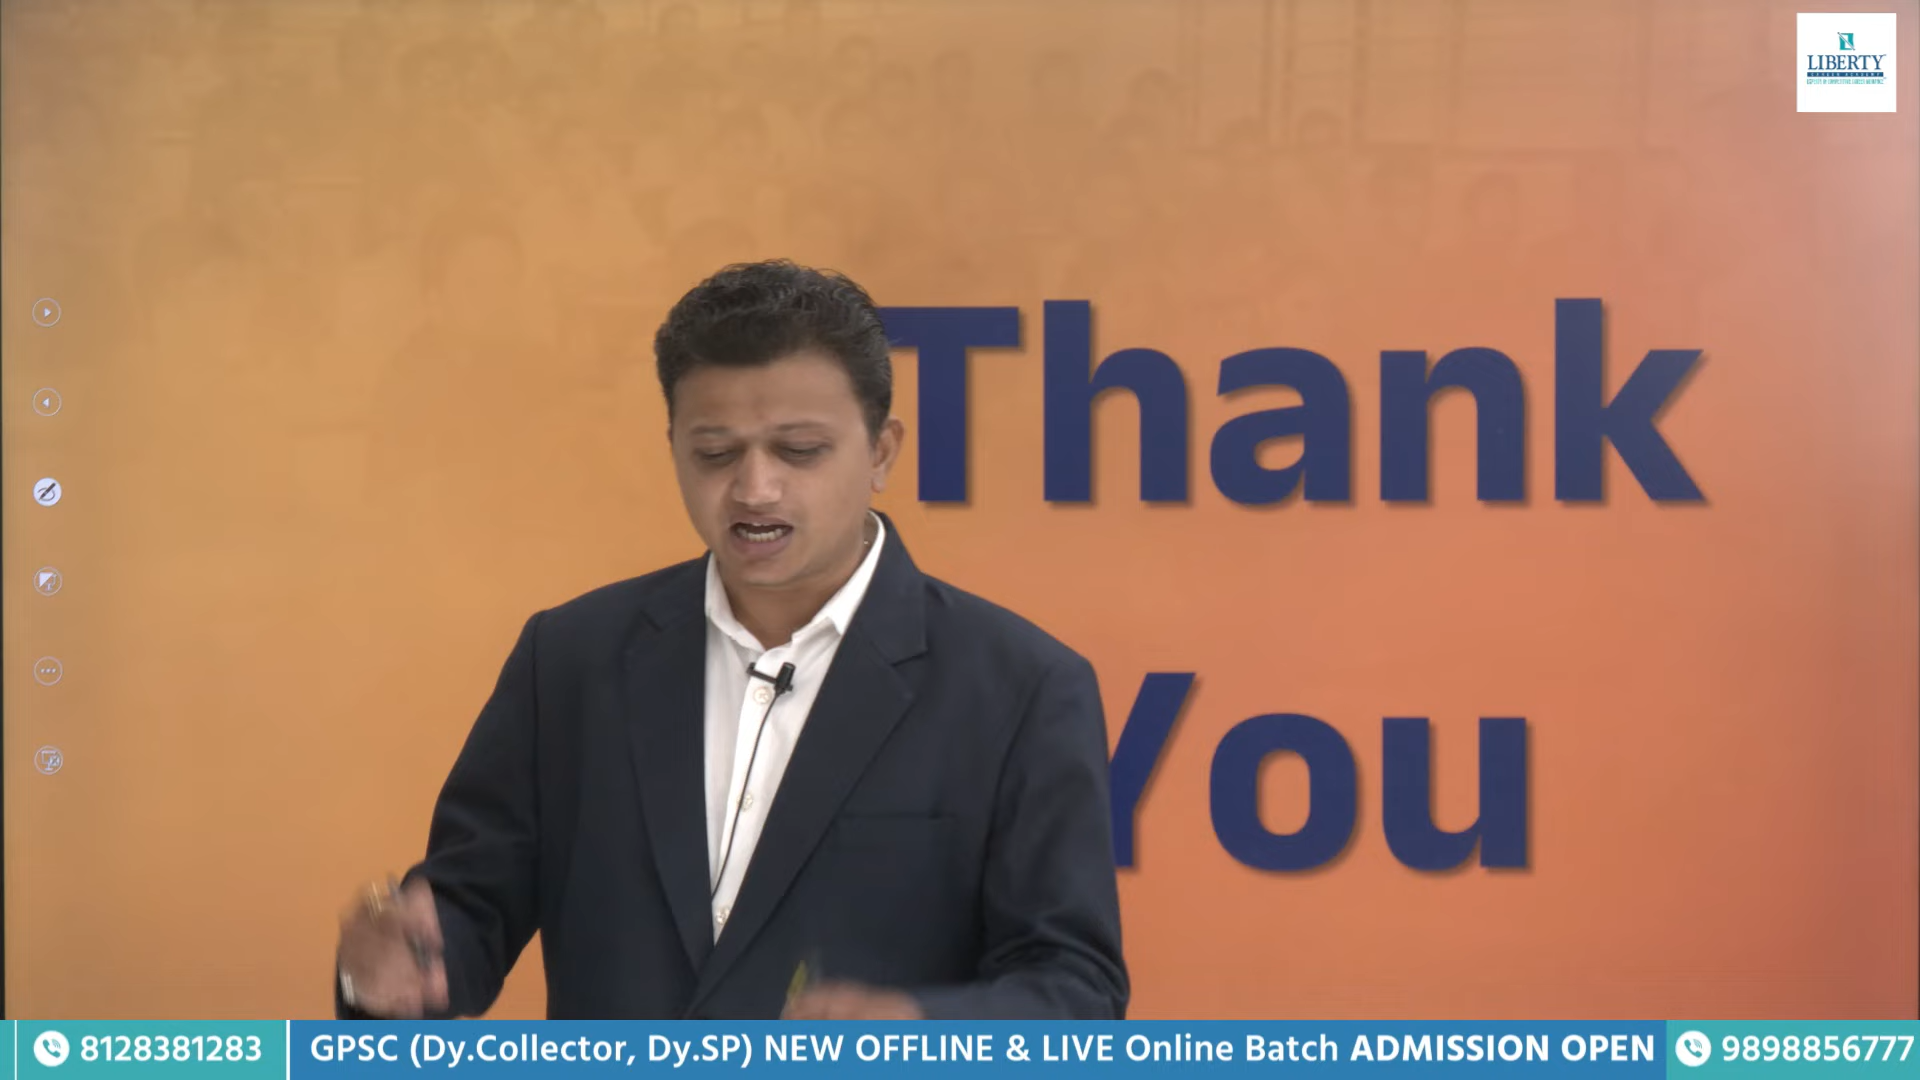 LIBERTY
Thank
You
8128381283
GPSC (Dy.Collector, Dy.SP) NEW OFFLINE & LIVE Online Batch ADMISSION OPEN
9898856777